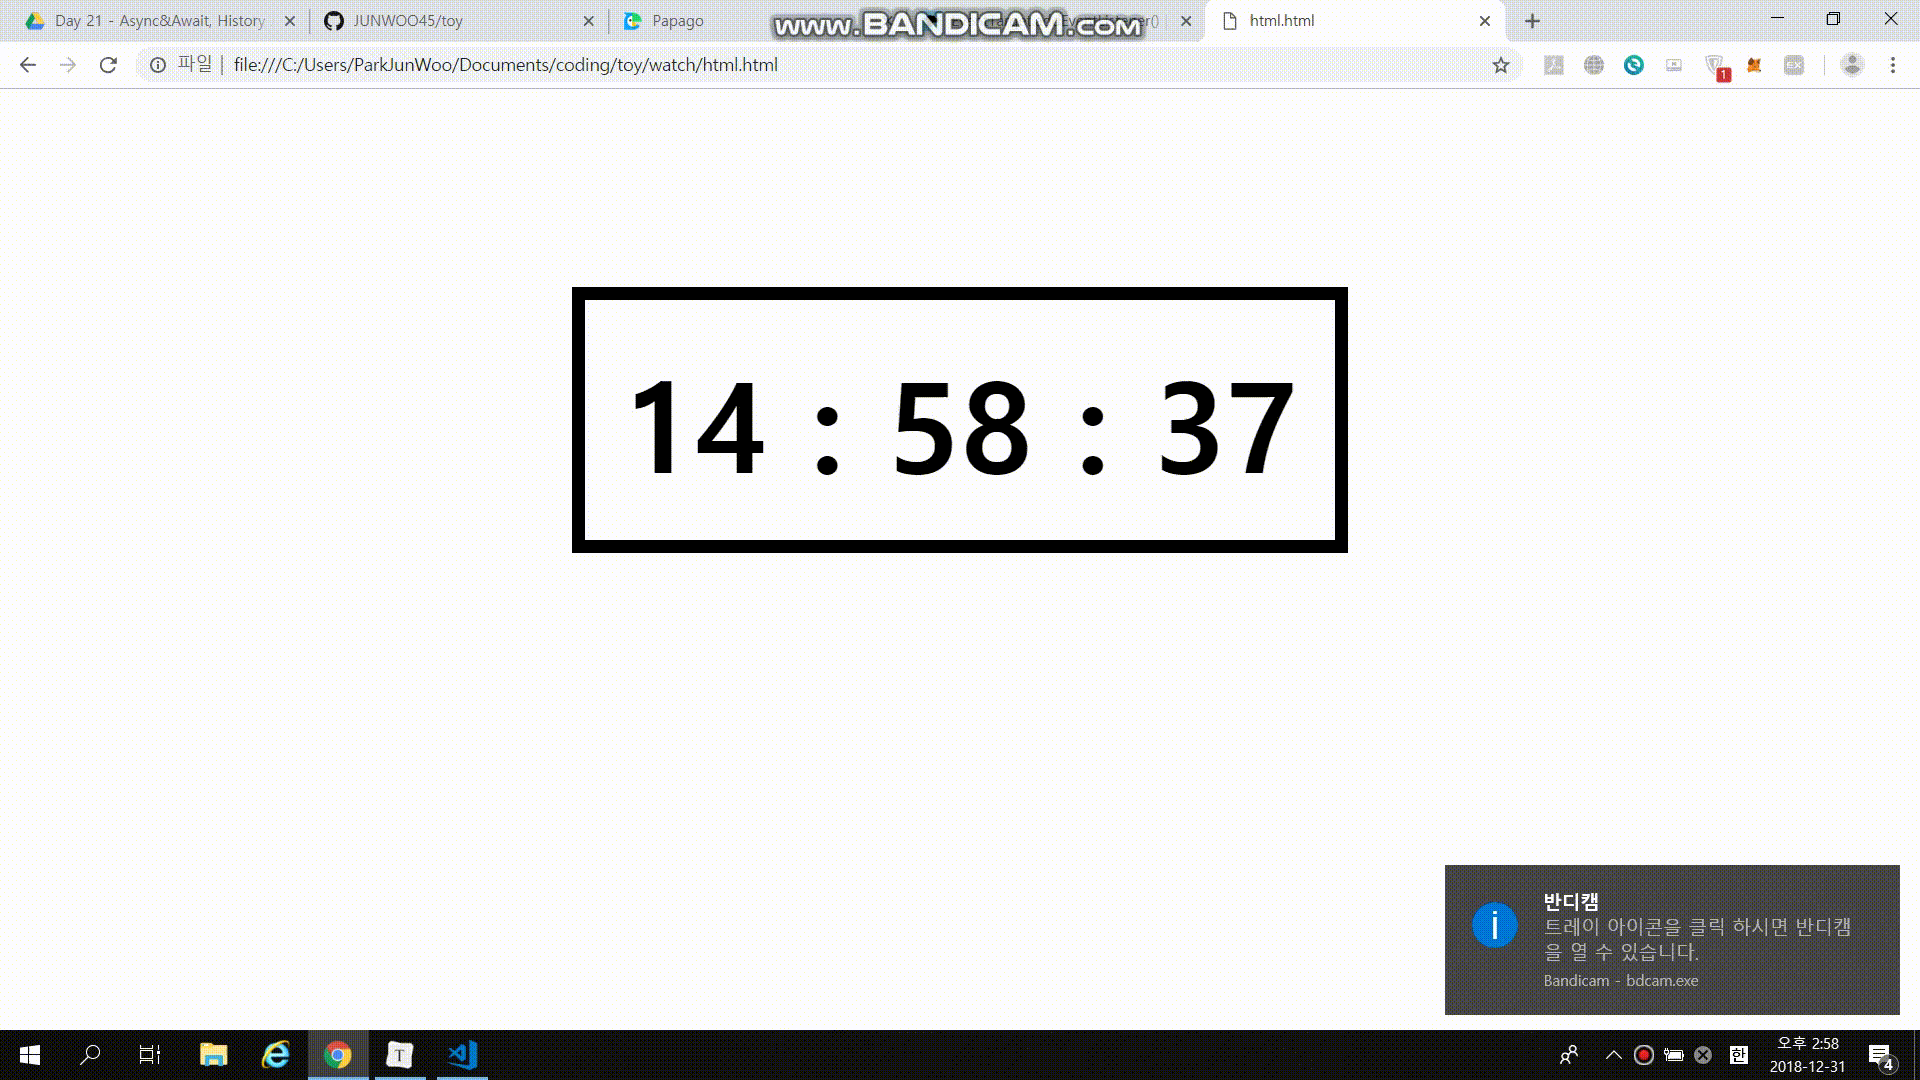 Day 21 - Async&Await, History
JUNWOO45/toy
Papago
www.BANDICAM.com
html.html
파일 | file:///C:/Users/ParkJunWoo/Documents/coding/toy/watch/html.html
1
EX
14 : 58 : 37
반디캠
트레이 아이콘을 클릭 하시면 반디캠
을 열 수 있습니다.
Bandicam - bdcam.exe
T
한
오후 2:58
2018-12-31
4